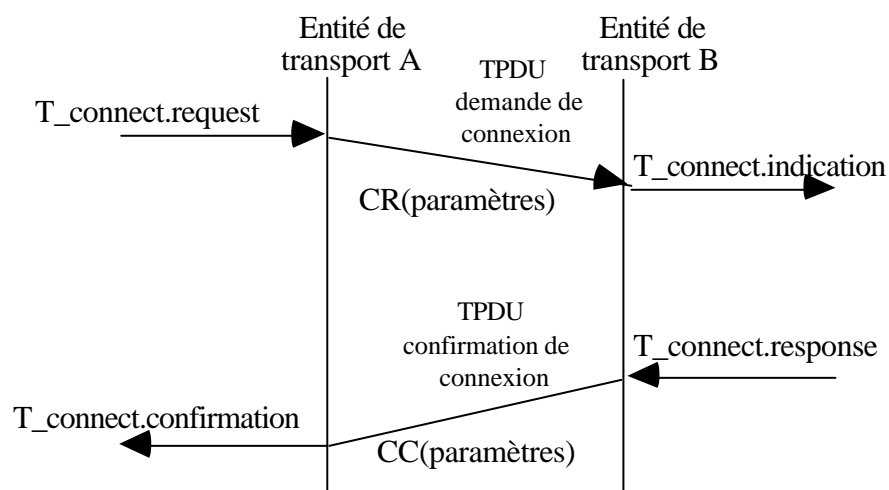 Entité de
transport A
Entité de
transport B
TPDU
demande de
connexion
T_connect.request
T_connect.indication
CR(paramètres)
TPDU
confirmation de
connexion
T_connect.response
T_connect.confirmation
CC(paramètres)